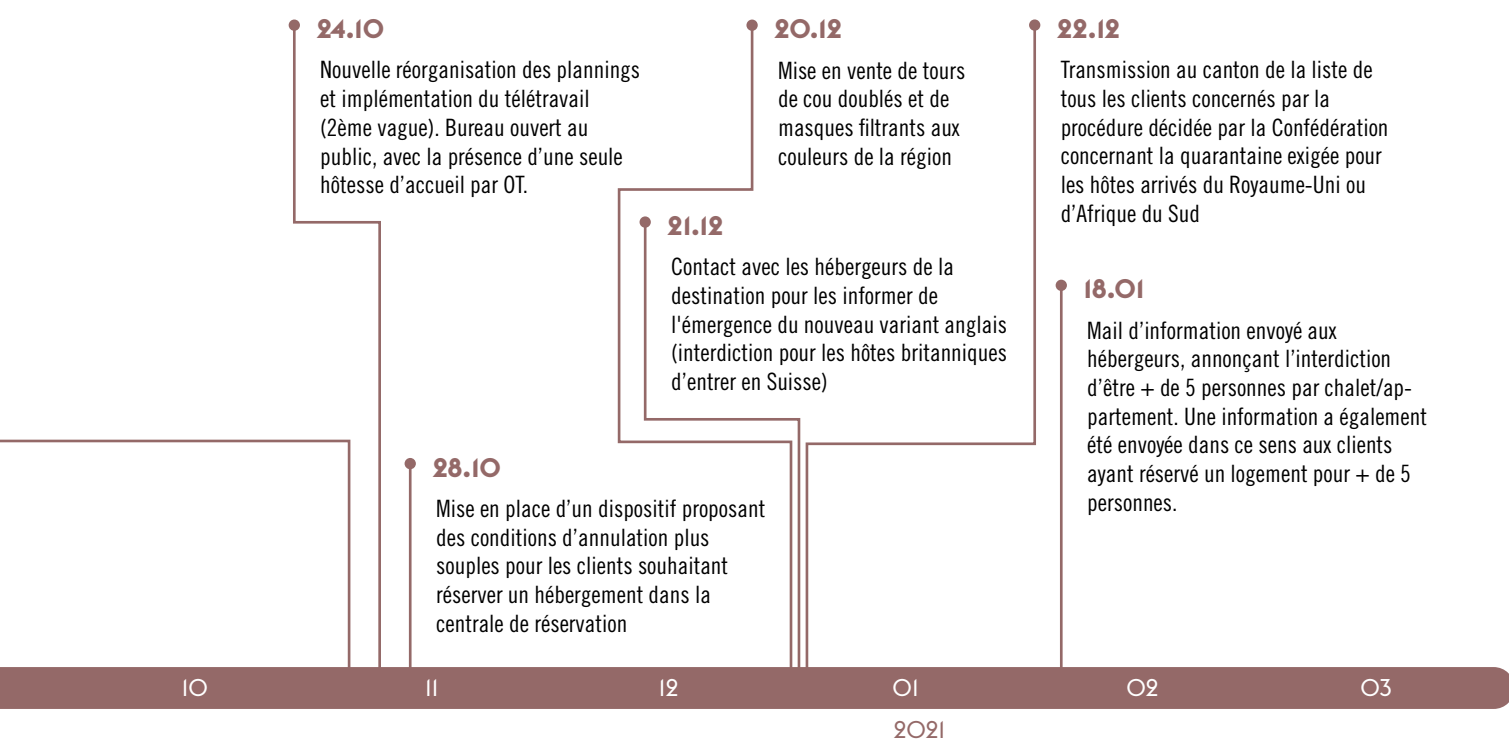 24.10
Nouvelle réorganisation des plannings
et implémentation du télétravail
(2ème vague). Bureau ouvert au
public, avec la présence d’une seule
hôtesse d’accueil par OT.
20.12
Mise en vente de tours
de cou doublés et de
masques filtrants aux
couleurs de la région
22.12
Transmission au canton de la liste de
tous les clients concernés par la
procédure décidée par la Confédération
concernant la quarantaine exigée pour
les hôtes arrivés du Royaume-Uni ou
d’Afrique du Sud
21.12
Contact avec les hébergeurs de la
destination pour les informer de
l'émergence du nouveau variant anglais
(interdiction pour les hôtes britanniques
d’entrer en Suisse)
18.01
Mail d’information envoyé aux
hébergeurs, annonçant l’interdiction
d’être + de 5 personnes par chalet/ap-
partement. Une information a également
été envoyée dans ce sens aux clients
ayant réservé un logement pour + de 5
personnes.
28.10
Mise en place d’un dispositif proposant
des conditions d’annulation plus
souples pour les clients souhaitant
réserver un hébergement dans la
centrale de réservation
10 11 12 01 02 03
2021